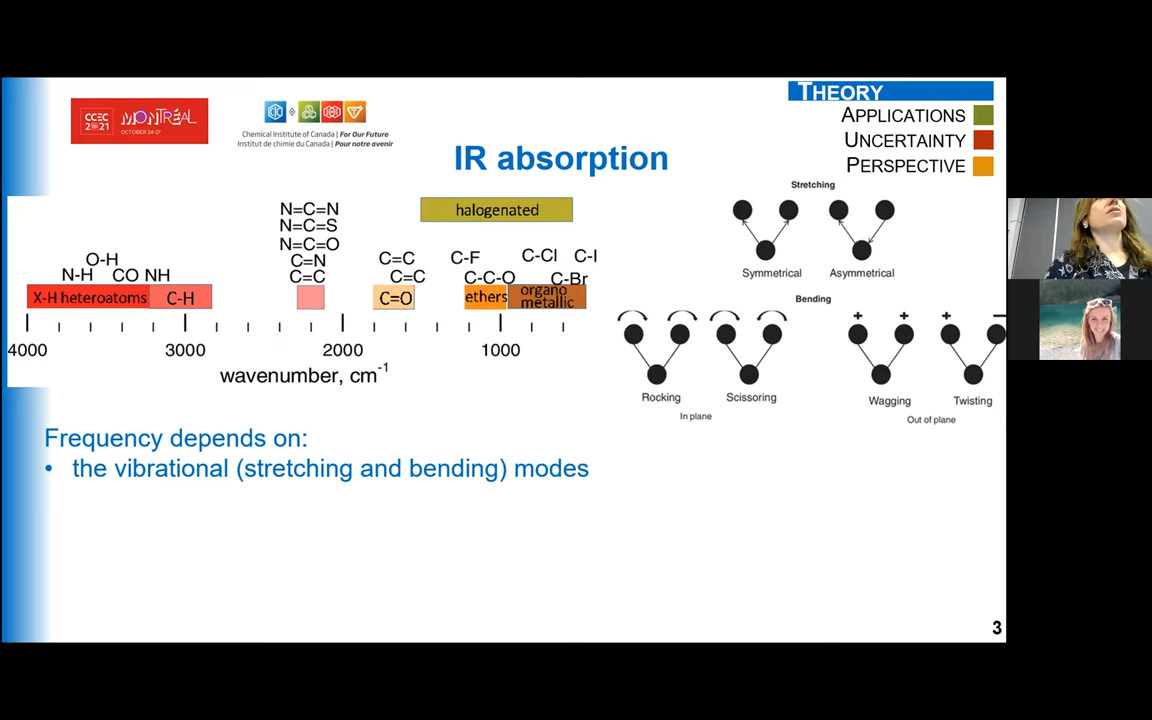 THEORY
APPLICATIONS
UNCERTAINTY
PERSPECTIVE
CCEC
2021
MONTRÉAL
OCTOBER 24-27
Chemical Institute of Canada | For Our Future
Institut de chimie du Canada | Pour notre avenir
IR absorption
N=C=N
N=C=S
N=C=O
C=N
C=C
halogenated
O-H
N-H CO NH
C=C
C=C
C-F
C-C-O
C-Cl C-I
C-Br
X-H heteroatoms
C-H
C=O
ethers
organo
metallic
4000 3000 2000 1000
wavenumber, cm-1
Stretching
Symmetrical Asymmetrical
Bending
+ + + −
Rocking Scissoring Wagging Twisting
In plane Out of plane
Frequency depends on:
• the vibrational (stretching and bending) modes
3